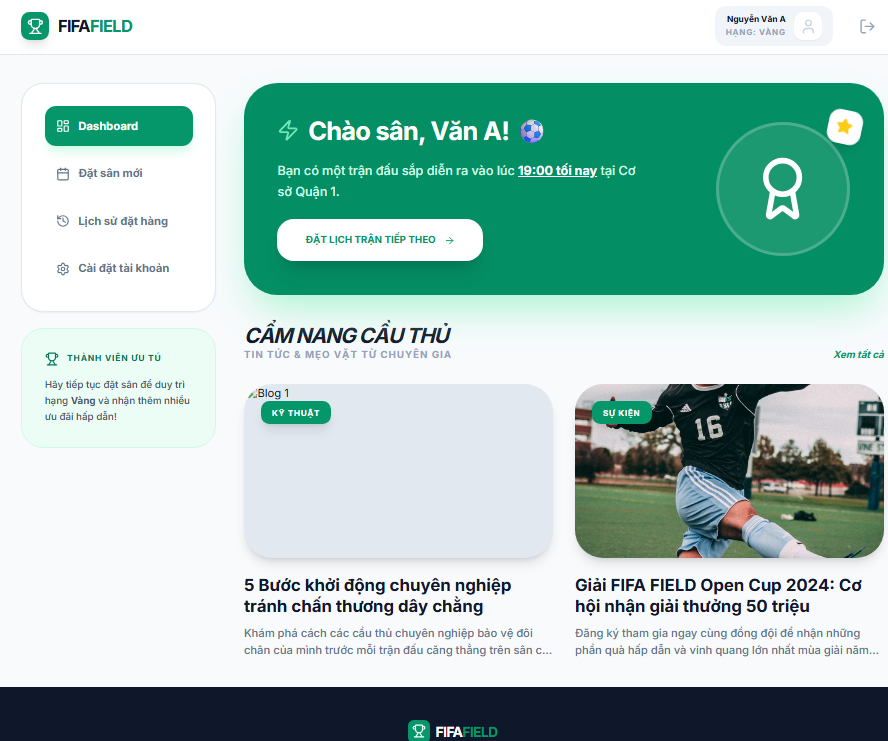 FIFAFIELD
Nguyễn Văn A
HẠNG: VÀNG
Dashboard
Đặt sân mới
Lịch sử đặt hàng
Cài đặt tài khoản
THÀNH VIÊN ƯU TÚ
Hãy tiếp tục đặt sân để duy trì
hạng Vàng và nhận thêm nhiều
ưu đãi hấp dẫn!
Chào sân, Văn A! ⚽
Bạn có một trận đấu sắp diễn ra vào lúc 19:00 tối nay tại Cơ
sở Quận 1.
ĐẶT LỊCH TRẬN TIẾP THEO →
CẨM NANG CẦU THỦ
TIN TỨC & MẸO VẶT TỪ CHUYÊN GIA
Xem tất cả
Blog 1
KỸ THUẬT
5 Bước khởi động chuyên nghiệp
tránh chấn thương dây chằng
Khám phá cách các cầu thủ chuyên nghiệp bảo vệ đôi
chân của mình trước mỗi trận đấu căng thẳng trên sân c...
SỰ KIỆN
16
Giải FIFA FIELD Open Cup 2024: Cơ
hội nhận giải thưởng 50 triệu
Đăng ký tham gia ngay cùng đồng đội để nhận những
phần quà hấp dẫn và vinh quang lớn nhất mùa giải năm...
FIFAFIELD